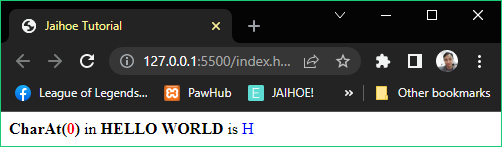 Jaihoe Tutorial
127.0.0.1:5500/index.h...
League of Legends... PawHub JAIHOE! » Other bookmarks
CharAt(0) in HELLO WORLD is H